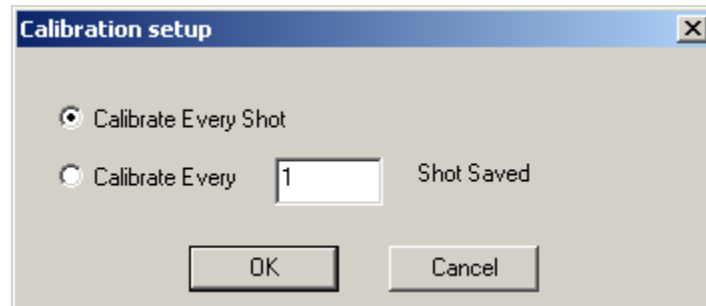 Calibration setup
Calibrate Every Shot
Calibrate Every 1 Shot Saved
OK Cancel